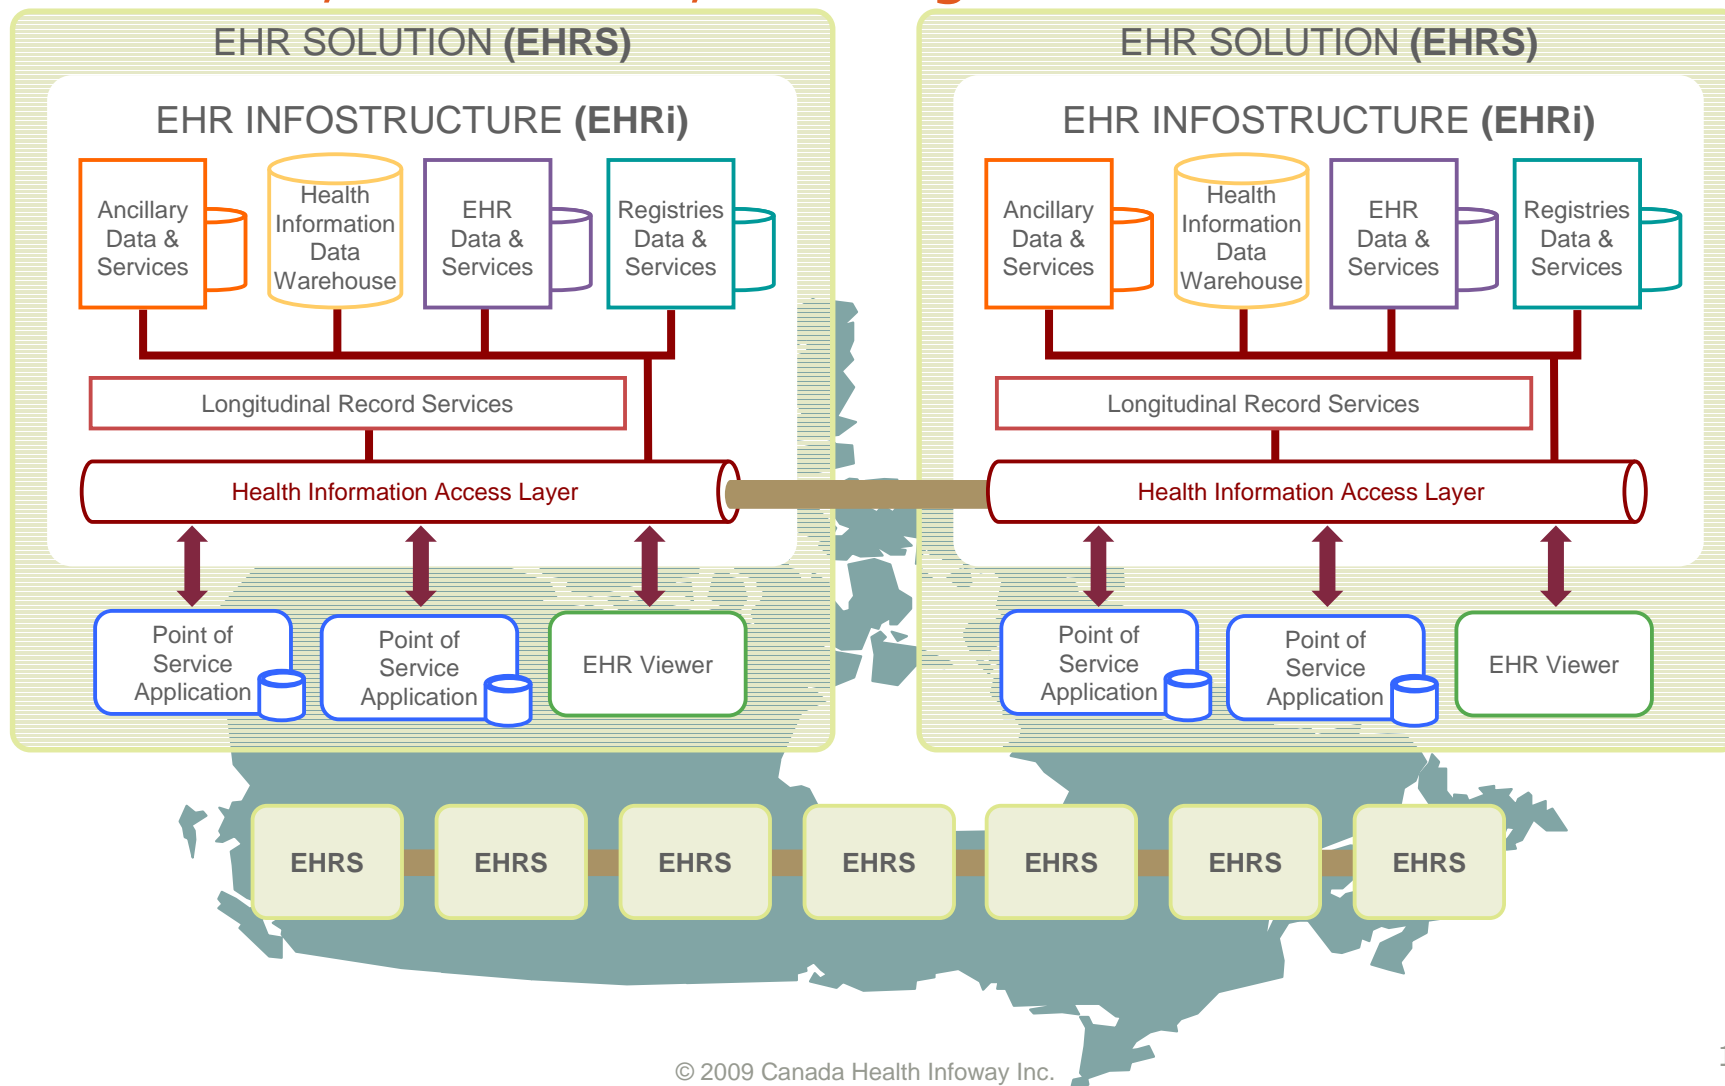 EHR SOLUTION (EHRS)
EHR INFOSTRUCTURE (EHRi)
Ancillary
Data &
Services
Health
Information
Data
Warehouse
EHR
Data &
Services
Registries
Data &
Services
Longitudinal Record Services
Health Information Access Layer
Point of
Service
Application
Point of
Service
Application
EHR Viewer
EHR SOLUTION (EHRS)
EHR INFOSTRUCTURE (EHRi)
Ancillary
Data &
Services
Health
Information
Data
Warehouse
EHR
Data &
Services
Registries
Data &
Services
Longitudinal Record Services
Health Information Access Layer
Point of
Service
Application
Point of
Service
Application
EHR Viewer
EHRS
EHRS
EHRS
EHRS
EHRS
EHRS
EHRS
© 2009 Canada Health Infoway Inc.